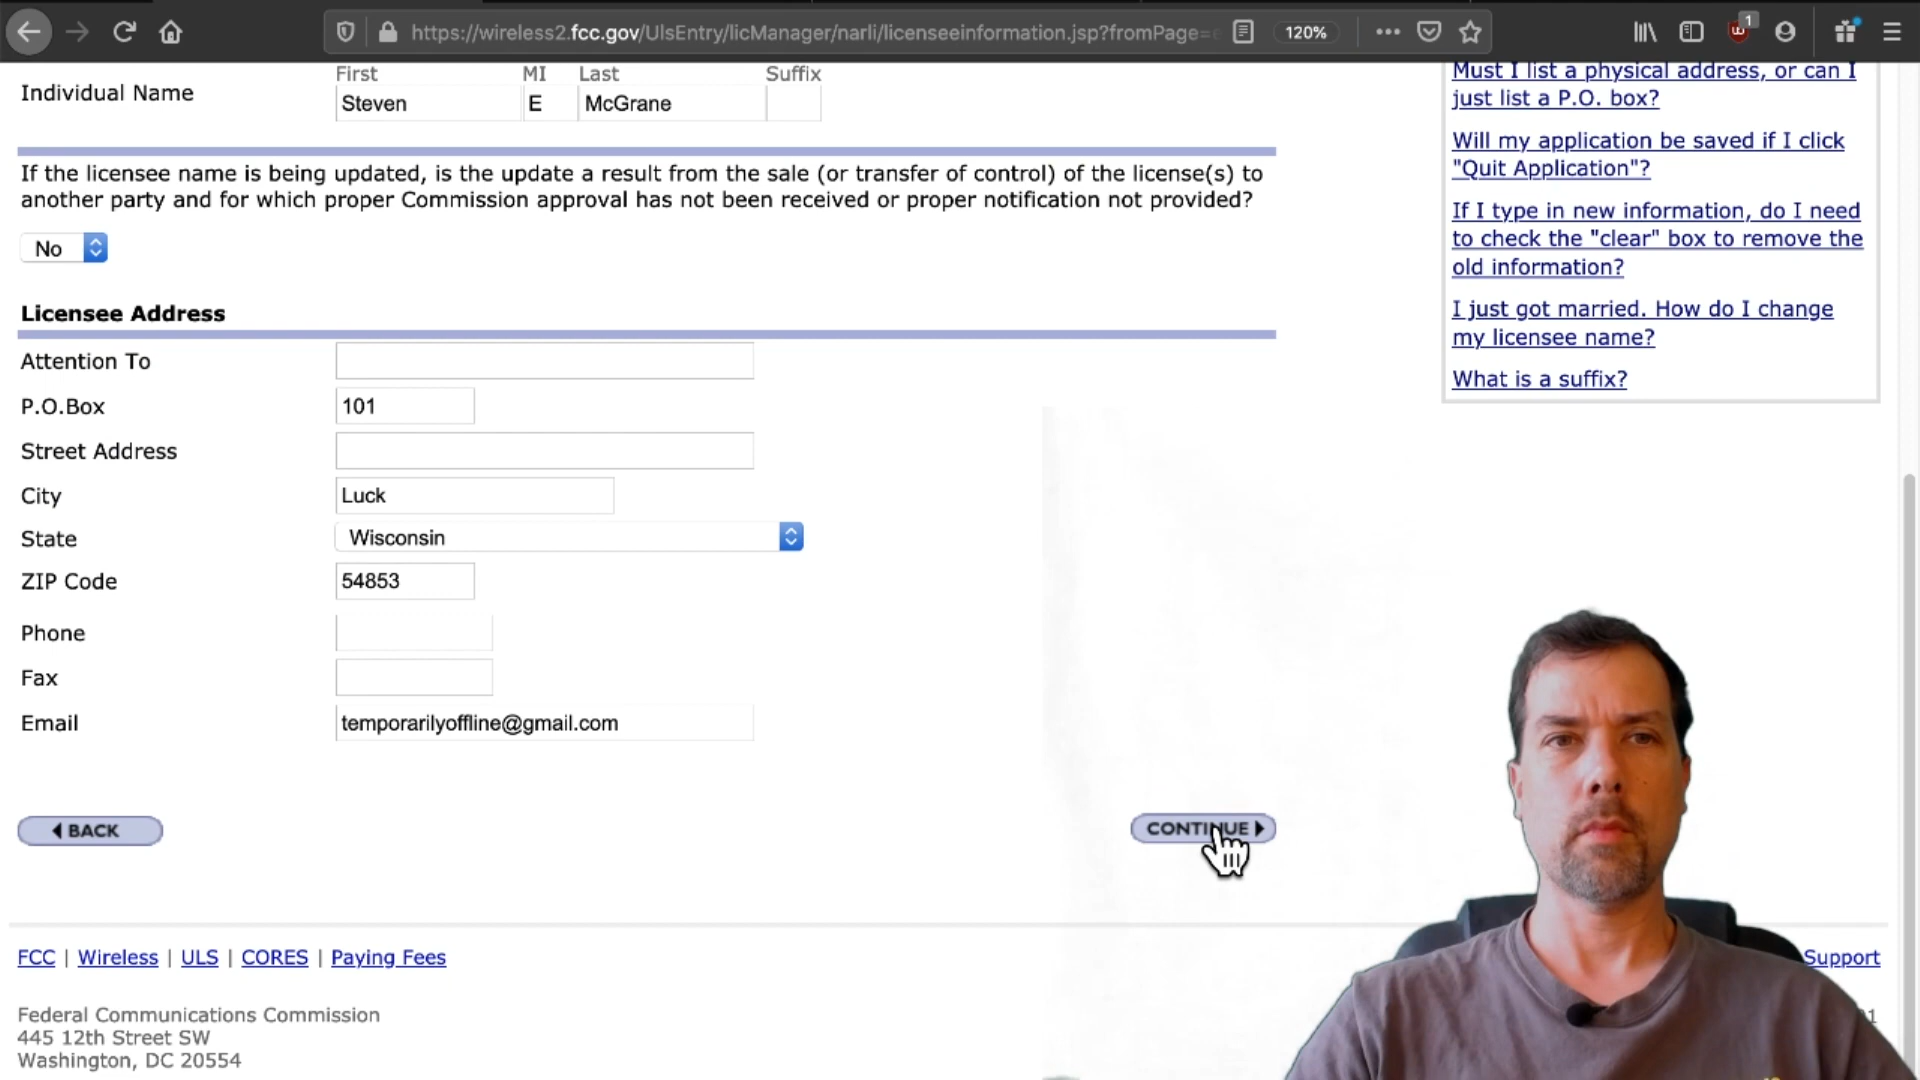 https://wireless2.fcc.gov/UlsEntry/licManager/narli/licenseeinformation.jsp?fromPage=e
120%
1
First MI Last Suffix
Individual Name Steven E McGrane
If the licensee name is being updated, is the update a result from the sale (or transfer of control) of the license(s) to
another party and for which proper Commission approval has not been received or proper notification not provided?
No
Licensee Address
Attention To
P.O.Box 101
Street Address
City Luck
State Wisconsin
ZIP Code 54853
Phone
Fax
Email temporarilyoffline@gmail.com
BACK
CONTINUE
Must I list a physical address, or can I
just list a P.O. box?
Will my application be saved if I click
"Quit Application"?
If I type in new information, do I need
to check the "clear" box to remove the
old information?
I just got married. How do I change
my licensee name?
What is a suffix?
FCC | Wireless | ULS | CORES | Paying Fees
Support
Federal Communications Commission
445 12th Street SW
Washington, DC 20554